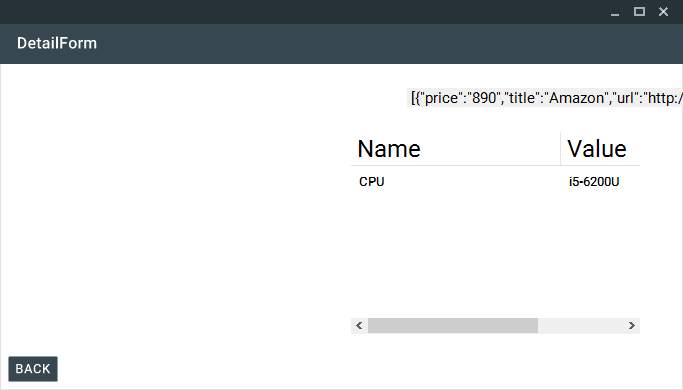 DetailForm
[{"price":"890","title":"Amazon","url":"http:/
Name Value
CPU i5-6200U
BACK